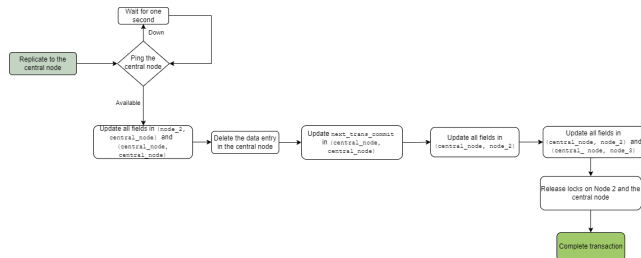 Wait for one
second
Down
Replicate to the
central node
Ping the
central node
Available
Update all fields in (node_2,
central_node) and
(central_node,
central_node)
Delete the data entry
in the central node
Update next_trans_commit
in (central_node,
central_node)
Update all fields in
(central_node, node_2)
Update all fields in
(central_node, node_2) and
(central_ node, node_3)
Release locks on Node 2 and the
central node
Complete transaction